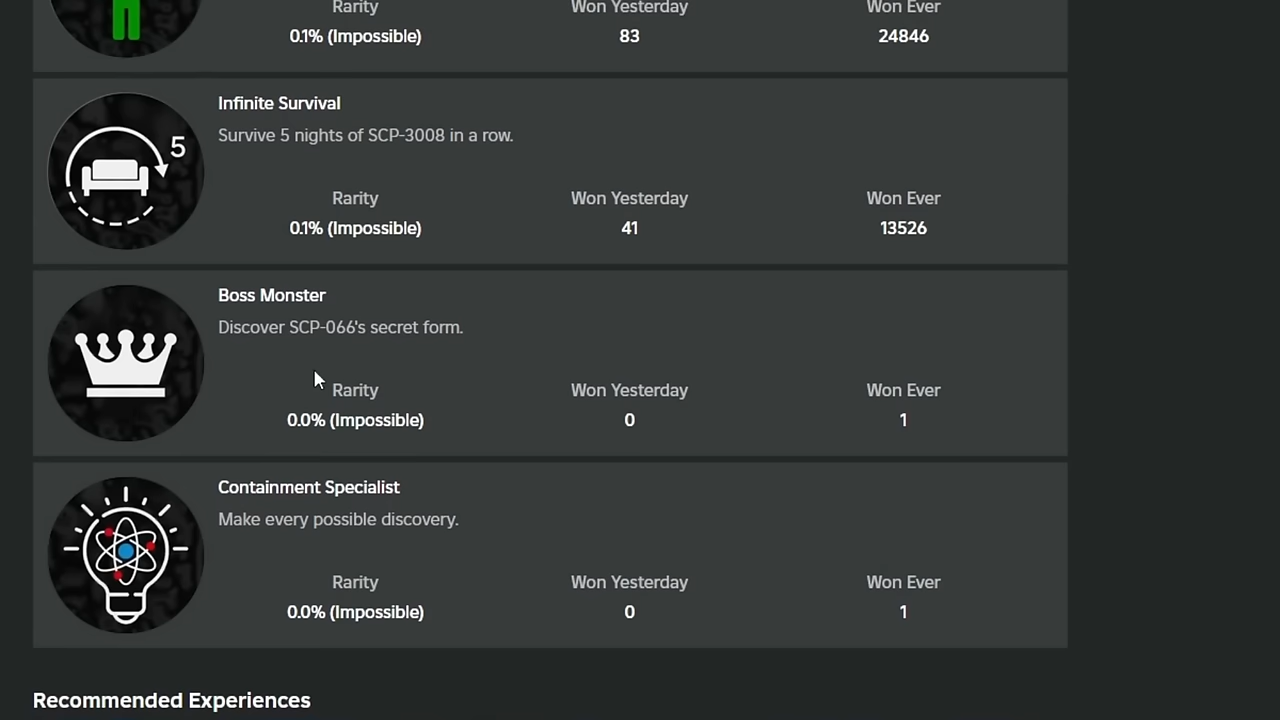 Rarity Won Yesterday Won Ever
0.1% (Impossible) 83 24846
Infinite Survival
Survive 5 nights of SCP-3008 in a row.
5
Rarity Won Yesterday Won Ever
0.1% (Impossible) 41 13526
Boss Monster
Discover SCP-066's secret form.
Rarity Won Yesterday Won Ever
0.0% (Impossible) 0 1
Containment Specialist
Make every possible discovery.
Rarity Won Yesterday Won Ever
0.0% (Impossible) 0 1
Recommended Experiences